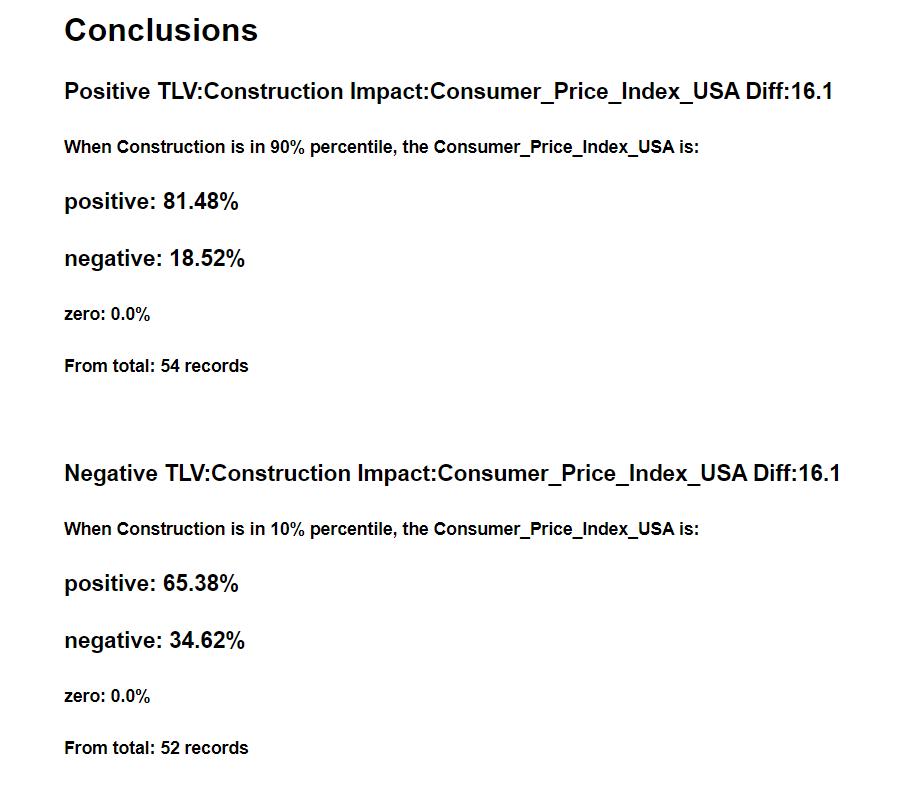 Conclusions
Positive TLV:Construction Impact:Consumer_Price_Index_USA Diff:16.1
When Construction is in 90% percentile, the Consumer_Price_Index_USA is:
positive: 81.48%
negative: 18.52%
zero: 0.0%
From total: 54 records
Negative TLV:Construction Impact:Consumer_Price_Index_USA Diff:16.1
When Construction is in 10% percentile, the Consumer_Price_Index_USA is:
positive: 65.38%
negative: 34.62%
zero: 0.0%
From total: 52 records